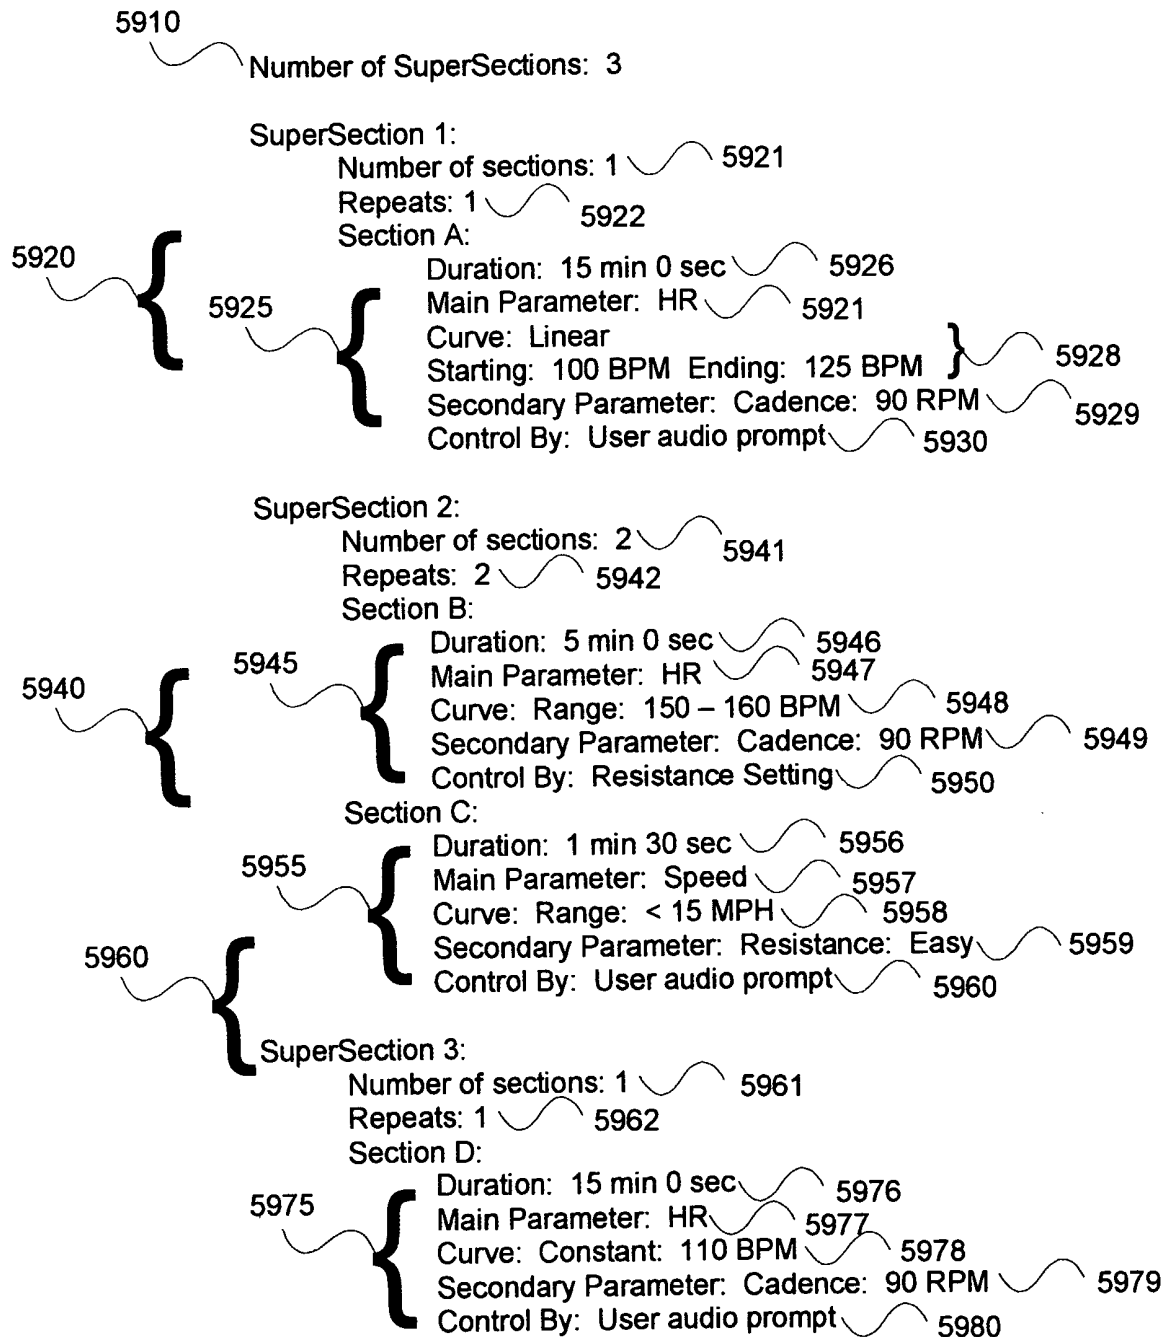 5910
Number of SuperSections: 3
SuperSection 1:
Number of sections: 1 5921
Repeats: 1 5922
Section A:
5920
Duration: 15 min 0 sec 5926
5925 Main Parameter: HR 5921
Curve: Linear
5928
Starting: 100 BPM Ending: 125 BPM }
Secondary Parameter: Cadence: 90 RPM 5929
Control By: User audio prompt 5930
SuperSection 2:
Number of sections: 2 5941
Repeats: 2 5942
Section B:
Duration: 5 min 0 sec 5946
5945 Main Parameter: HR 5947
5940
Curve: Range: 150 – 160 BPM 5948
Secondary Parameter: Cadence: 90 RPM 5949
Control By: Resistance Setting 5950
Section C:
Duration: 1 min 30 sec 5956
5955 Main Parameter: Speed 5957
Curve: Range: < 15 MPH 5958
Secondary Parameter: Resistance: Easy 5959
5960
Control By: User audio prompt 5960
SuperSection 3:
Number of sections: 1 5961
Repeats: 1 5962
Section D:
Duration: 15 min 0 sec 5976
5975 Main Parameter: HR 5977
Curve: Constant: 110 BPM 5978
Secondary Parameter: Cadence: 90 RPM 5979
Control By: User audio prompt 5980